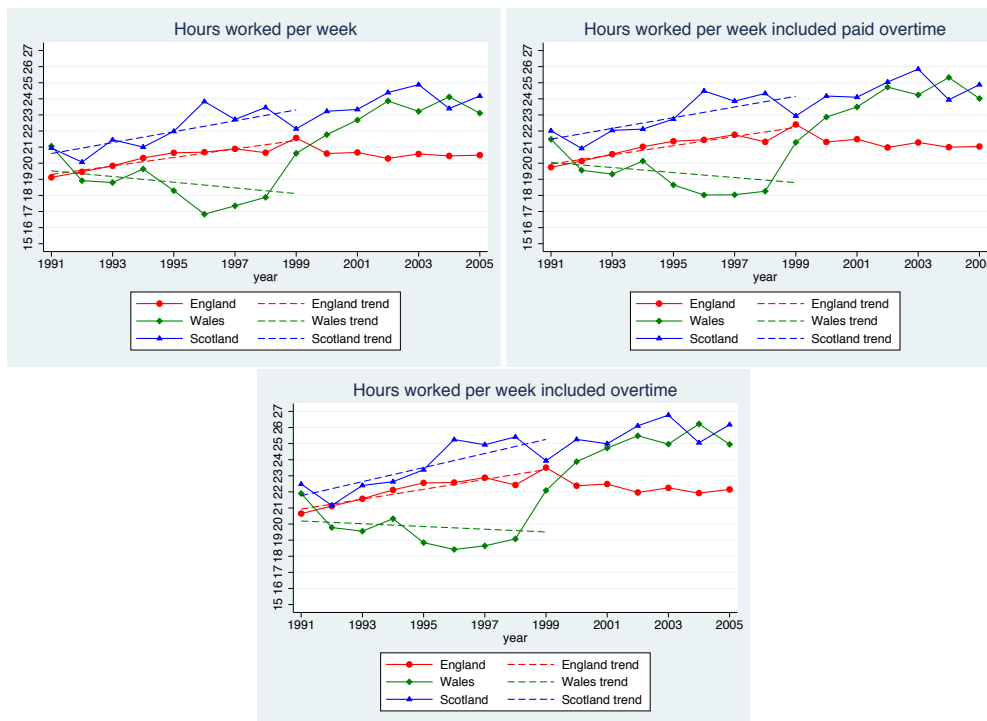 Hours worked per week
27
26
25
24
23
22
21
20
19
18
17
16
15
1991 1993 1995 1997 1999 2001 2003 2005
year
England England trend
Wales Wales trend
Scotland Scotland trend
Hours worked per week included paid overtime
27
26
25
24
23
22
21
20
19
18
17
16
15
1991 1993 1995 1997 1999 2001 2003 200
year
England England trend
Wales Wales trend
Scotland Scotland trend
Hours worked per week included overtime
27
26
25
24
23
22
21
20
19
18
17
16
15
1991 1993 1995 1997 1999 2001 2003 2005
year
England England trend
Wales Wales trend
Scotland Scotland trend